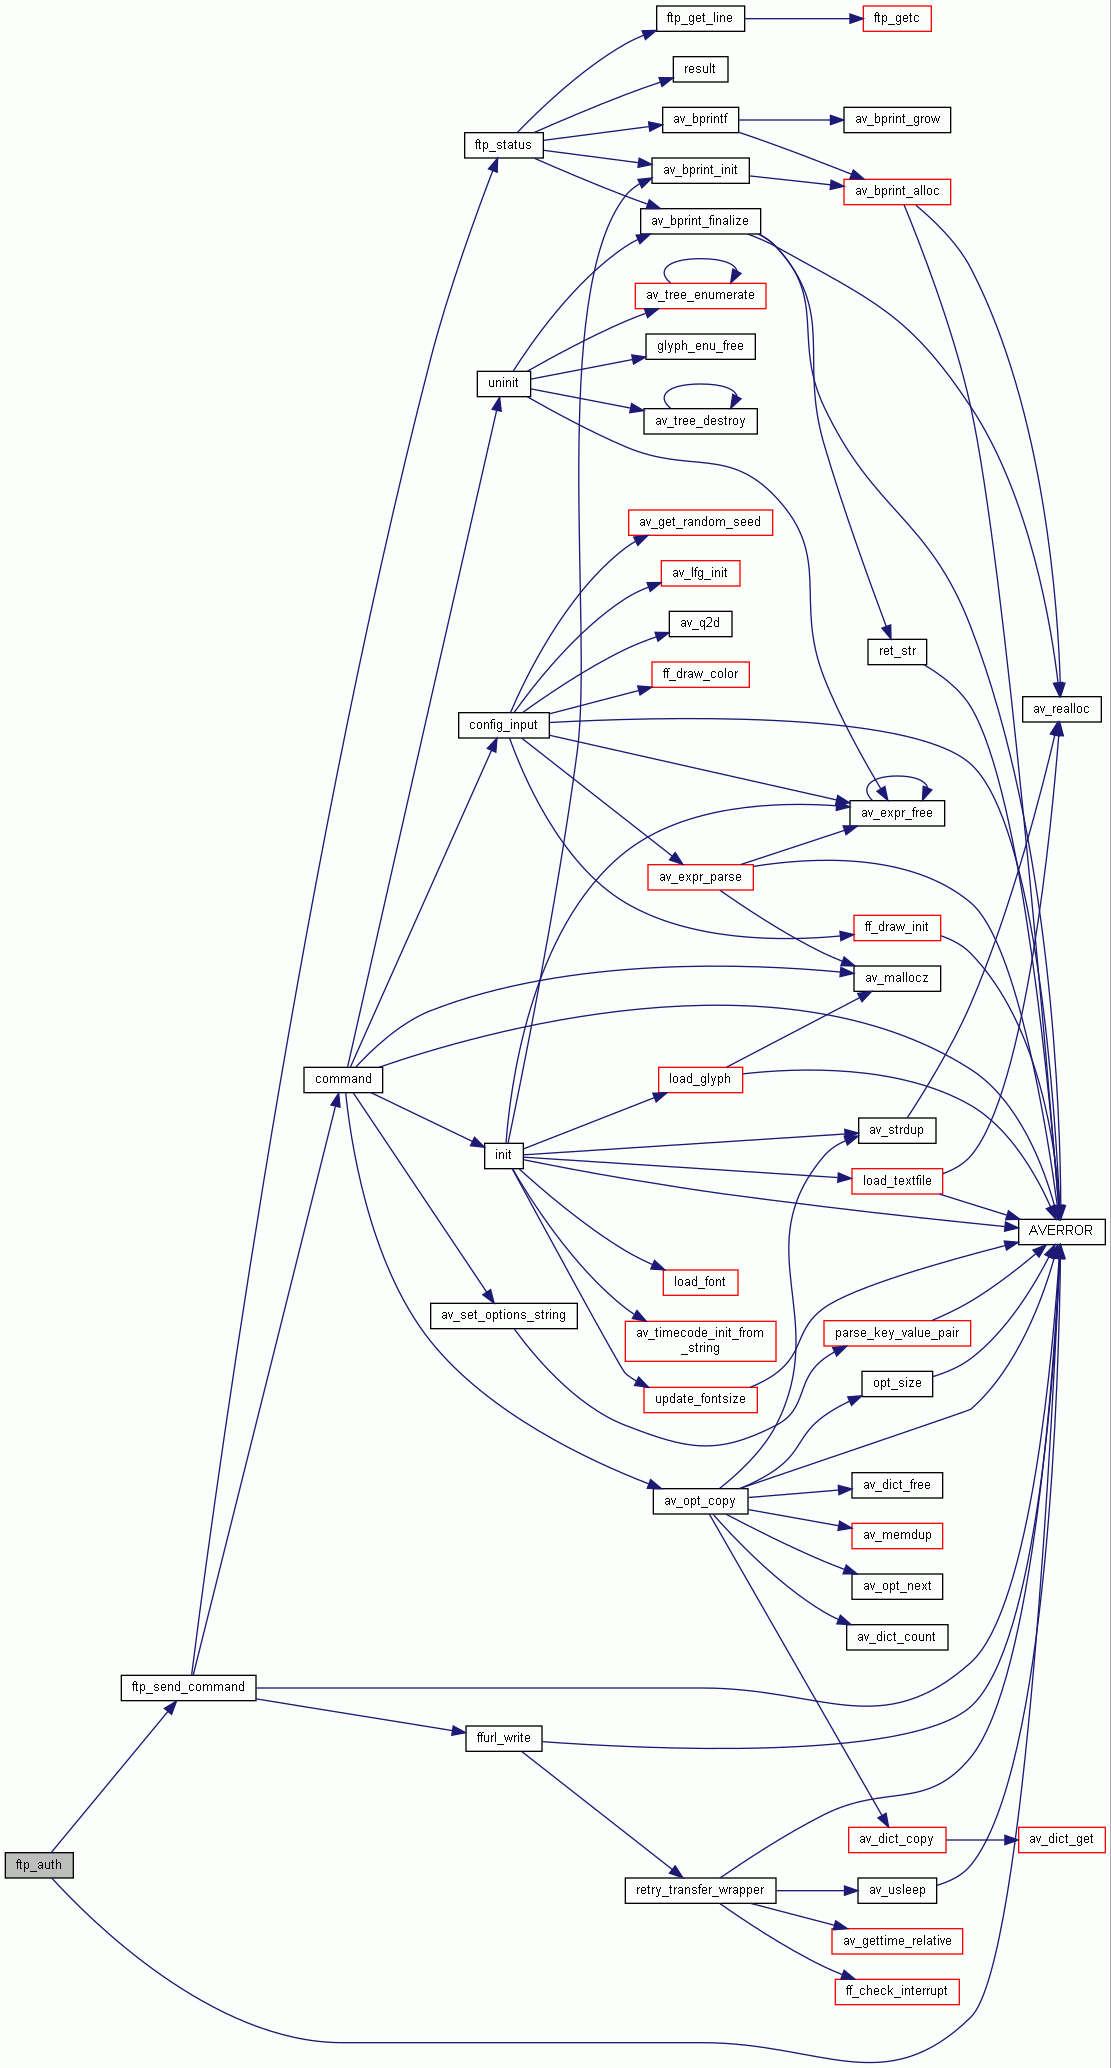 ftp_get_line
ftp_getc
result
av_bprintf
av_bprint_grow
ftp_status
av_bprint_init
av_bprint_alloc
av_bprint_finalize
av_tree_enumerate
glyph_enu_free
uninit
av_tree_destroy
av_get_random_seed
av_lfg_init
av_q2d
ret_str
ff_draw_color
av_realloc
config_input
av_expr_free
av_expr_parse
ff_draw_init
av_mallocz
command
load_glyph
av_strdup
init
load_textfile
AVERROR
load_font
av_set_options_string
av_timecode_init_from
_string
parse_key_value_pair
opt_size
update_fontsize
av_dict_free
av_opt_copy
av_memdup
av_opt_next
av_dict_count
ftp_send_command
ffurl_write
av_dict_copy
av_dict_get
ftp_auth
retry_transfer_wrapper
av_usleep
av_gettime_relative
ff_check_interrupt